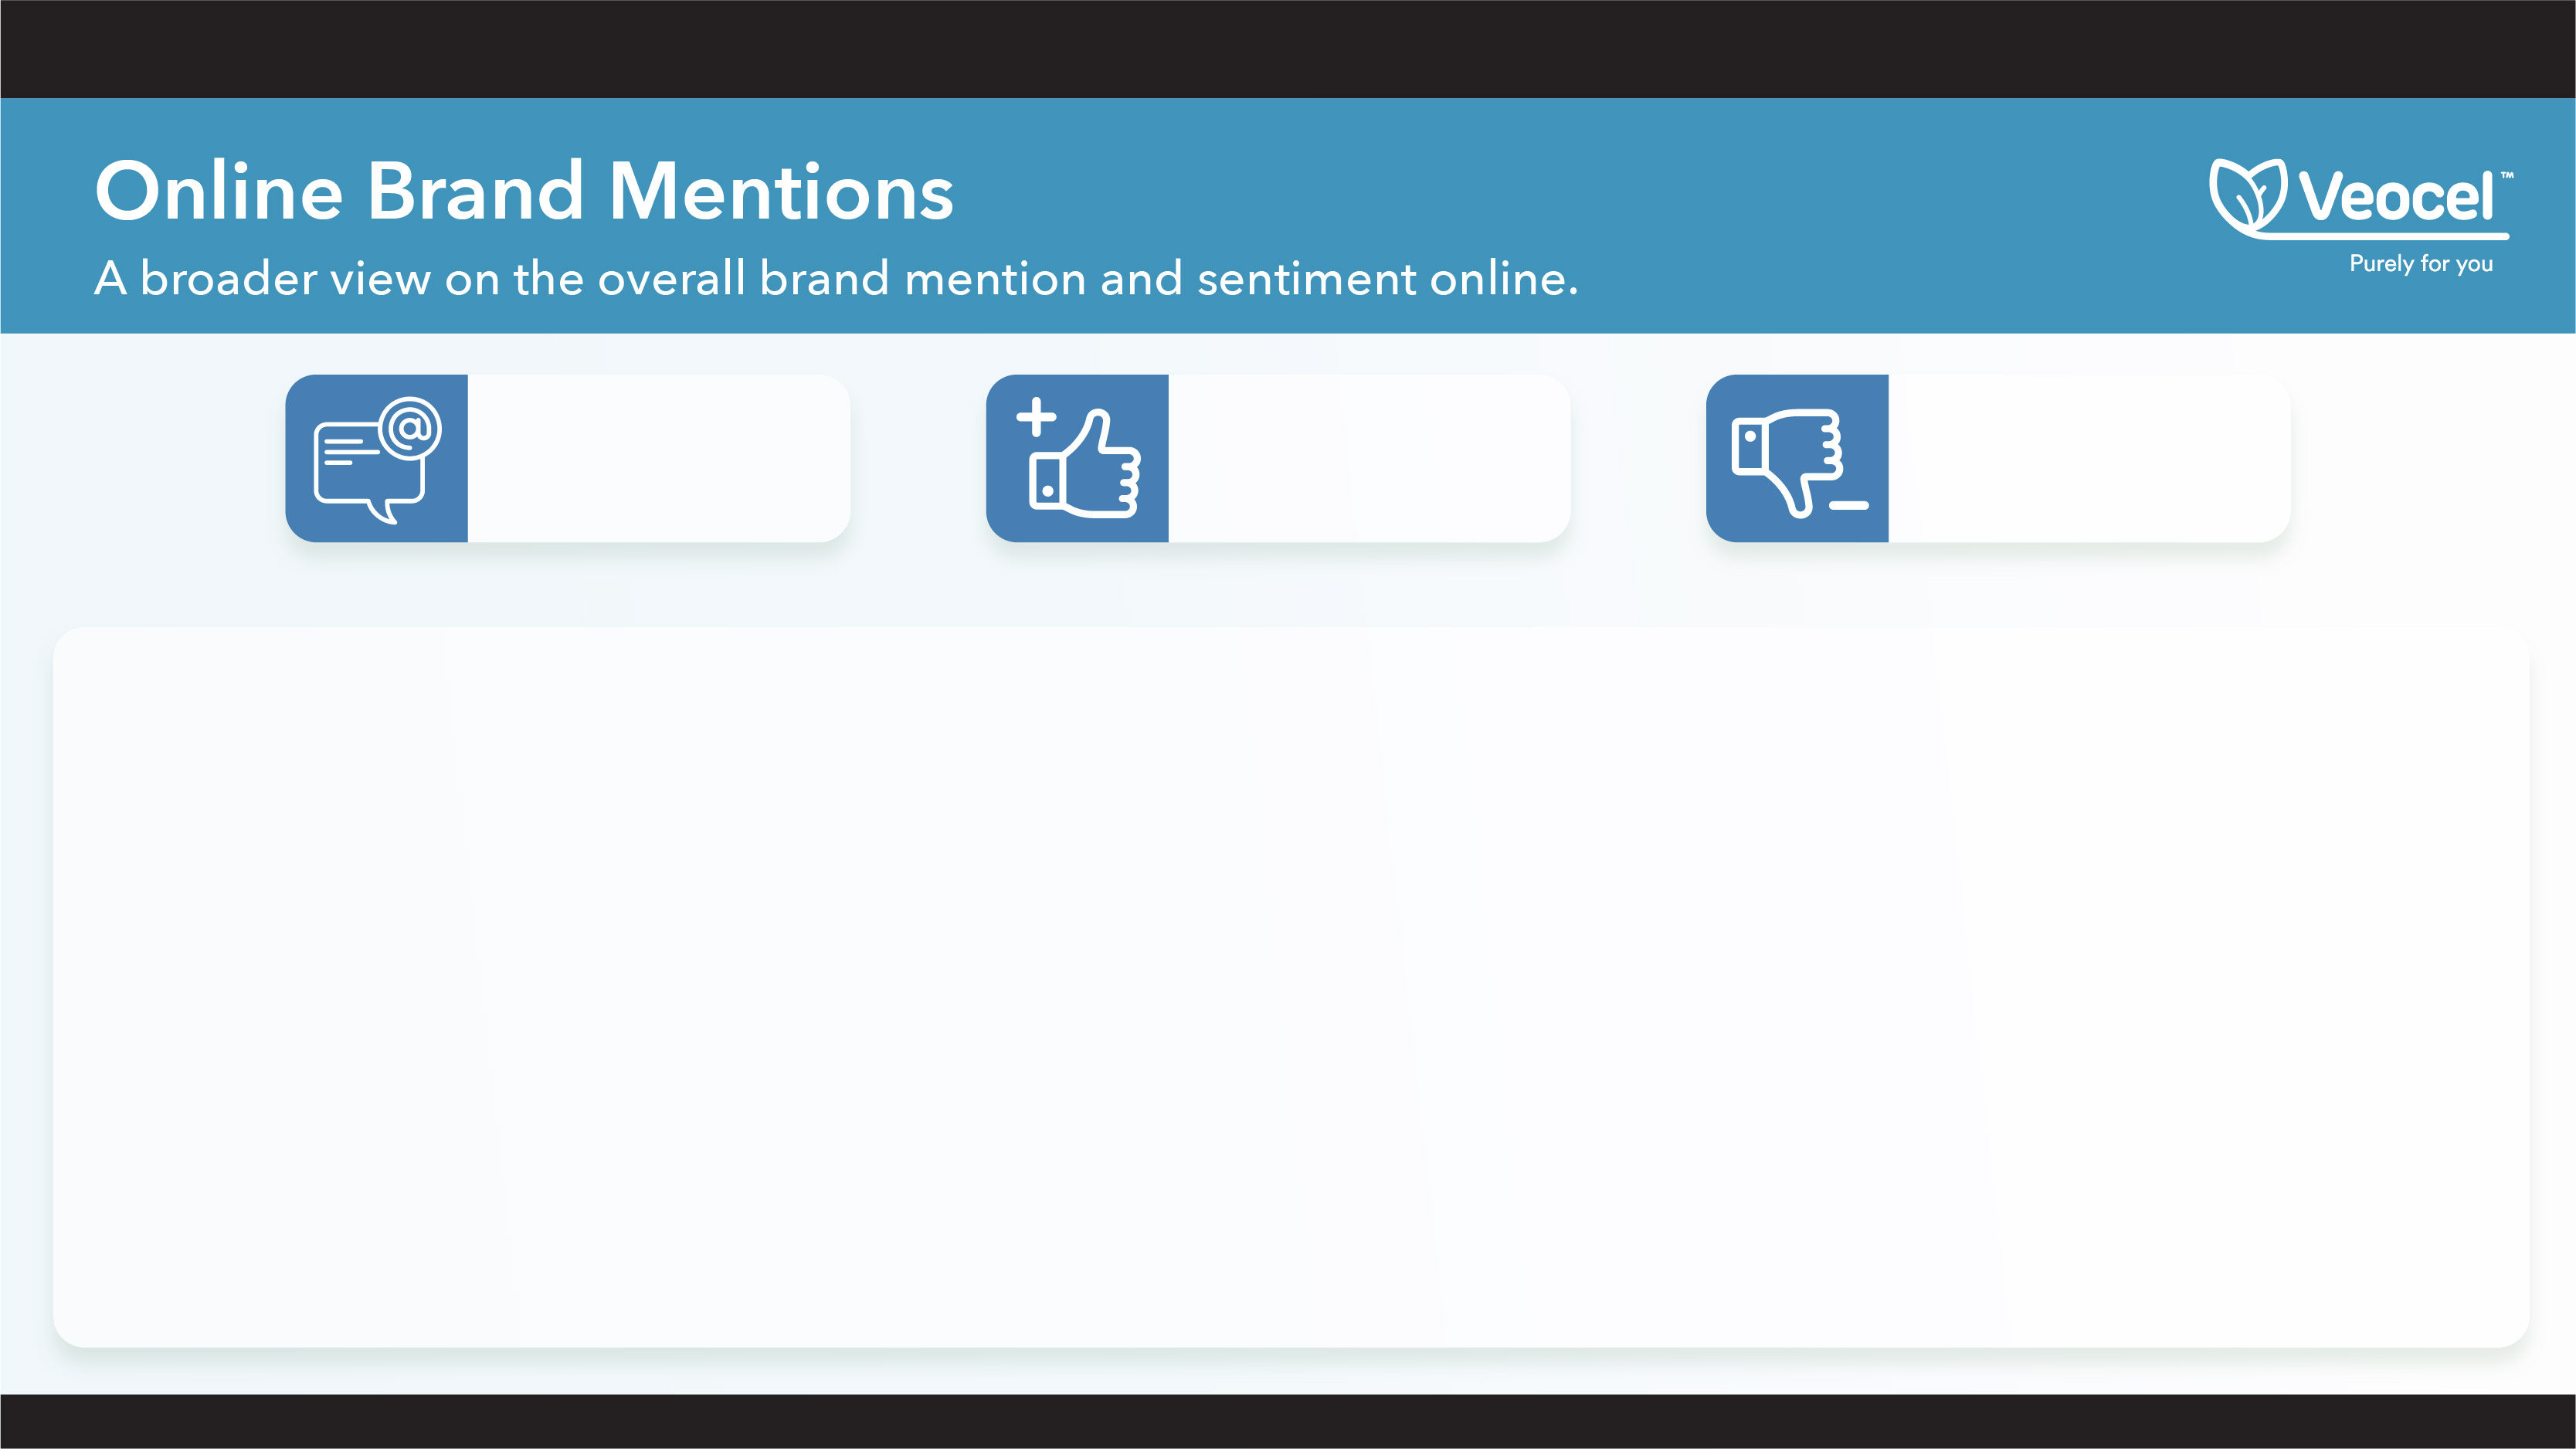 Online Brand Mentions
A broader view on the overall brand mention and sentiment online.
Veocel™
Purely for you
@